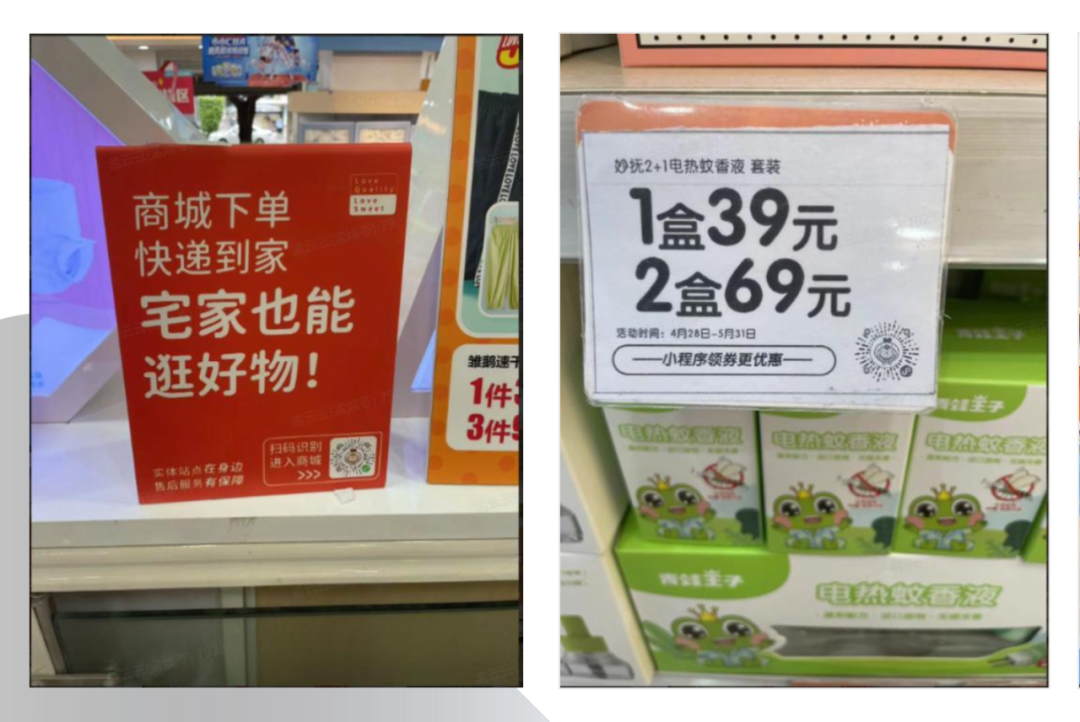 商城下单
快递到家
宅家也能
逛好物！
Love
Quality
Love
Sweet
扫码识别
进入商城
>>>
实体站点在身边
售后服务有保障
1件
3件
妙抚2+1电热蚊香液 套装
1盒39元
2盒69元
活动时间：4月28日-5月31日
小程序领券更优惠
青蛙王子
电热蚊香液
电热蚊香液
电热蚊香液
青蛙王子
电热蚊香液